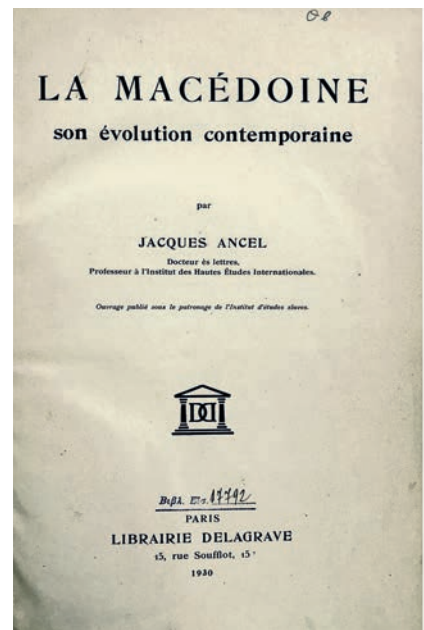 LA MACÉDOINE
son évolution contemporaine
par
JACQUES ANCEL
Docteur ès lettres,
Professeur à l'Institut des Hautes Études Internationales.
Ouvrage publié sous le patronage de l'Institut d'études slaves.
17792
PARIS
LIBRAIRIE DELAGRAVE
15, rue Soufflot, 15
1930